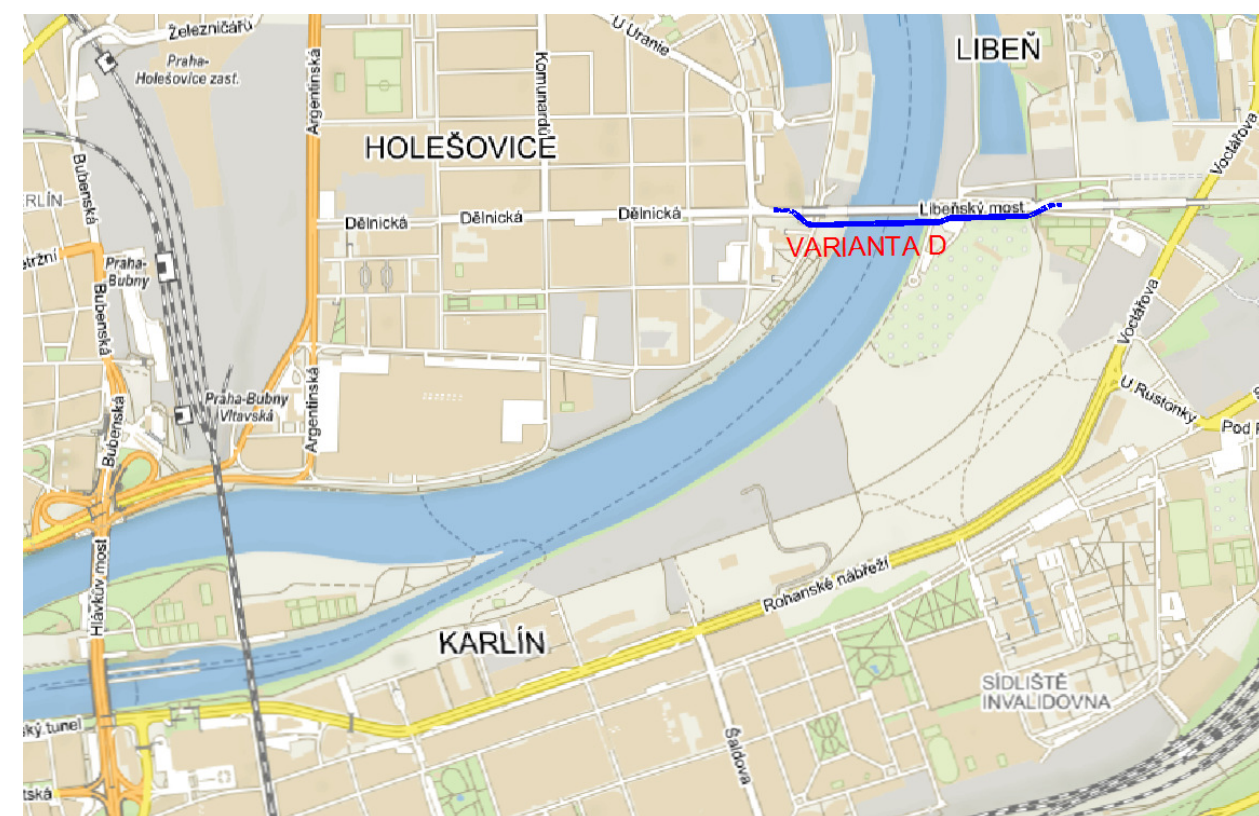 Železničářů
U Uranie
LIBEŇ
Praha-
Holešovice zast.
Argentinská
Komunardů
HOLEŠOVICE
Voctářova
Bubenská
RLÍN
Dělnická
Dělnická
Dělnická
Libeňský most
VARIANTA D
Praha-
Bubny
Bubenská
Voctářova
Argentinská
U Rustonky
Praha-Bubny
Vltavská
Bubenská
Pod
Hlávkův most
Rohanské nábřeží
KARLÍN
SÍDLIŠTĚ
INVALIDOVNA
ký tunel
Šaldova
tská